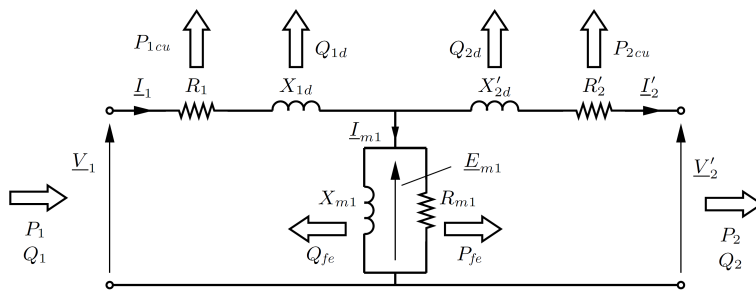 P1cu
Q1d
Q2d
P2cu
I1
R1
X1d
X'2d
R'2
I'2
Im1
V1
Em1
V'2
Xm1
Rm1
P1
Q1
Qfe
Pfe
P2
Q2